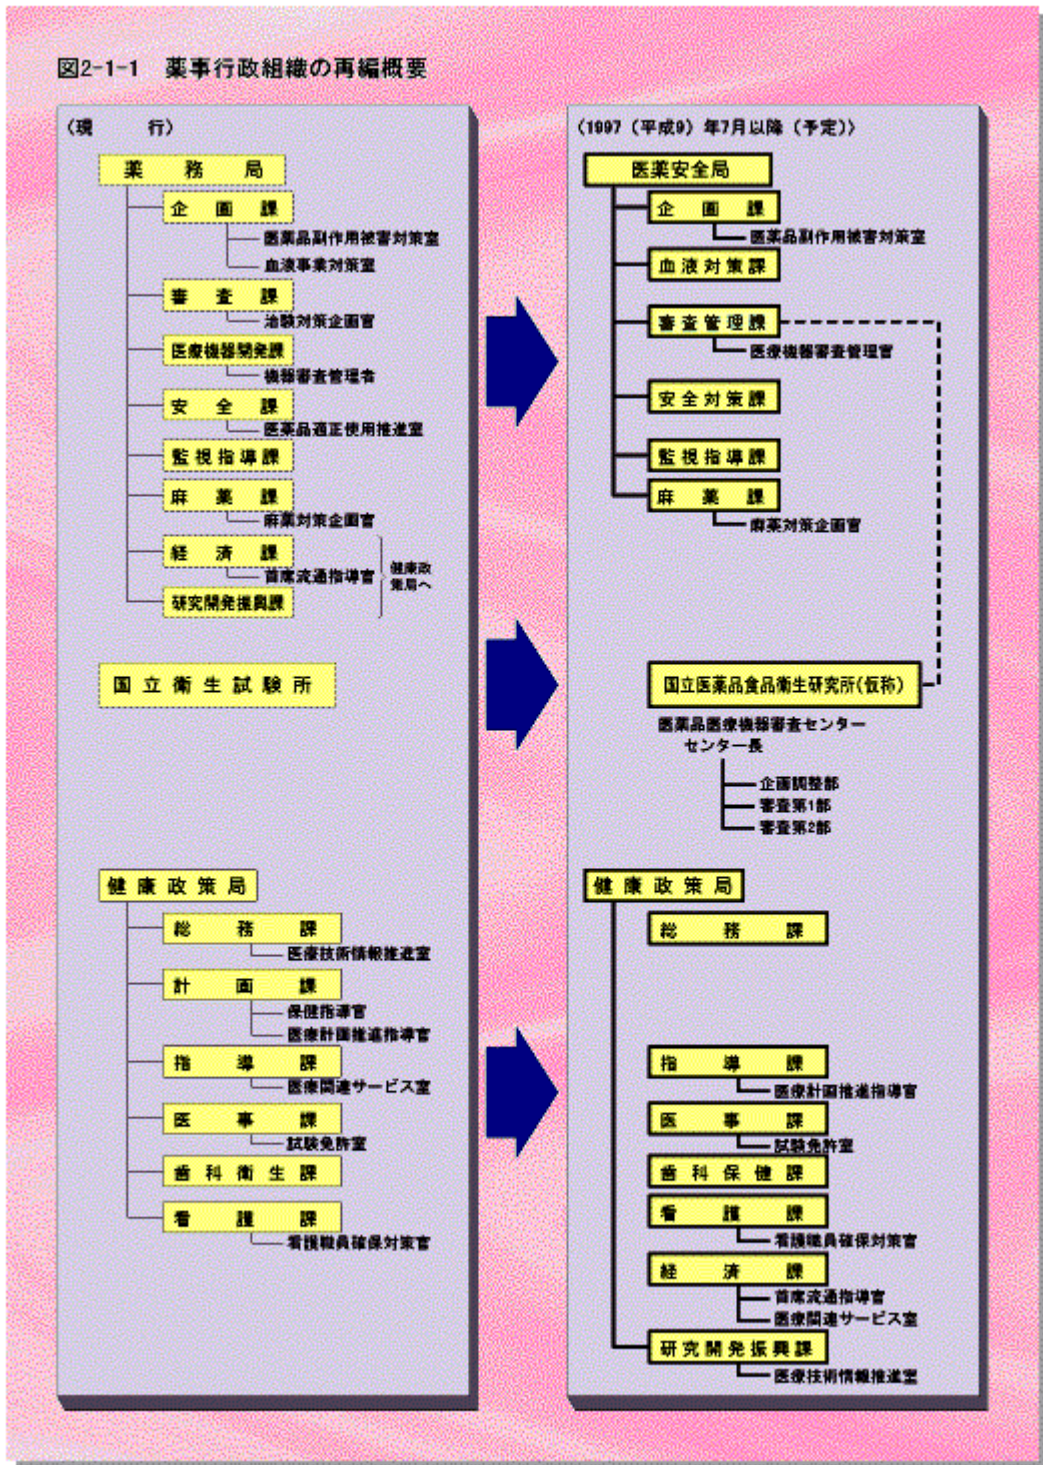 図2-1-1 薬事行政組織の再編概要
〈現 行〉
薬務局
企画課
医薬品副作用被害対策室
血液事業対策室
審査課
治験対策企画官
医療機器開発課
機器審査管理者
安全課
医薬品適正使用推進室
監視指導課
麻薬課
麻薬対策企画官
経済課
首席流通指導官
研究開発振興課
健康政
策局へ
国立衛生試験所
健康政策局
総務課
医療技術情報推進室
計画課
保健指導官
医療計画推進指導官
指導課
医療関連サービス室
医事課
試験免許室
歯科衛生課
看護課
看護職員確保対策官
〈1997(平成9)年7月以降(予定)〉
医薬安全局
企画課
医薬品副作用被害対策室
血液対策課
審査管理課
医療機器審査管理官
安全対策課
監視指導課
麻薬課
麻薬対策企画官
国立医薬品食品衛生研究所(仮称)
医薬品医療機器審査センター
センター長
企画調整部
審査第1部
審査第2部
健康政策局
総務課
指導課
医療計画推進指導官
医事課
試験免許室
歯科保健課
看護課
看護職員確保対策官
経済課
首席流通指導官
医療関連サービス室
研究開発振興課
医療技術情報推進室